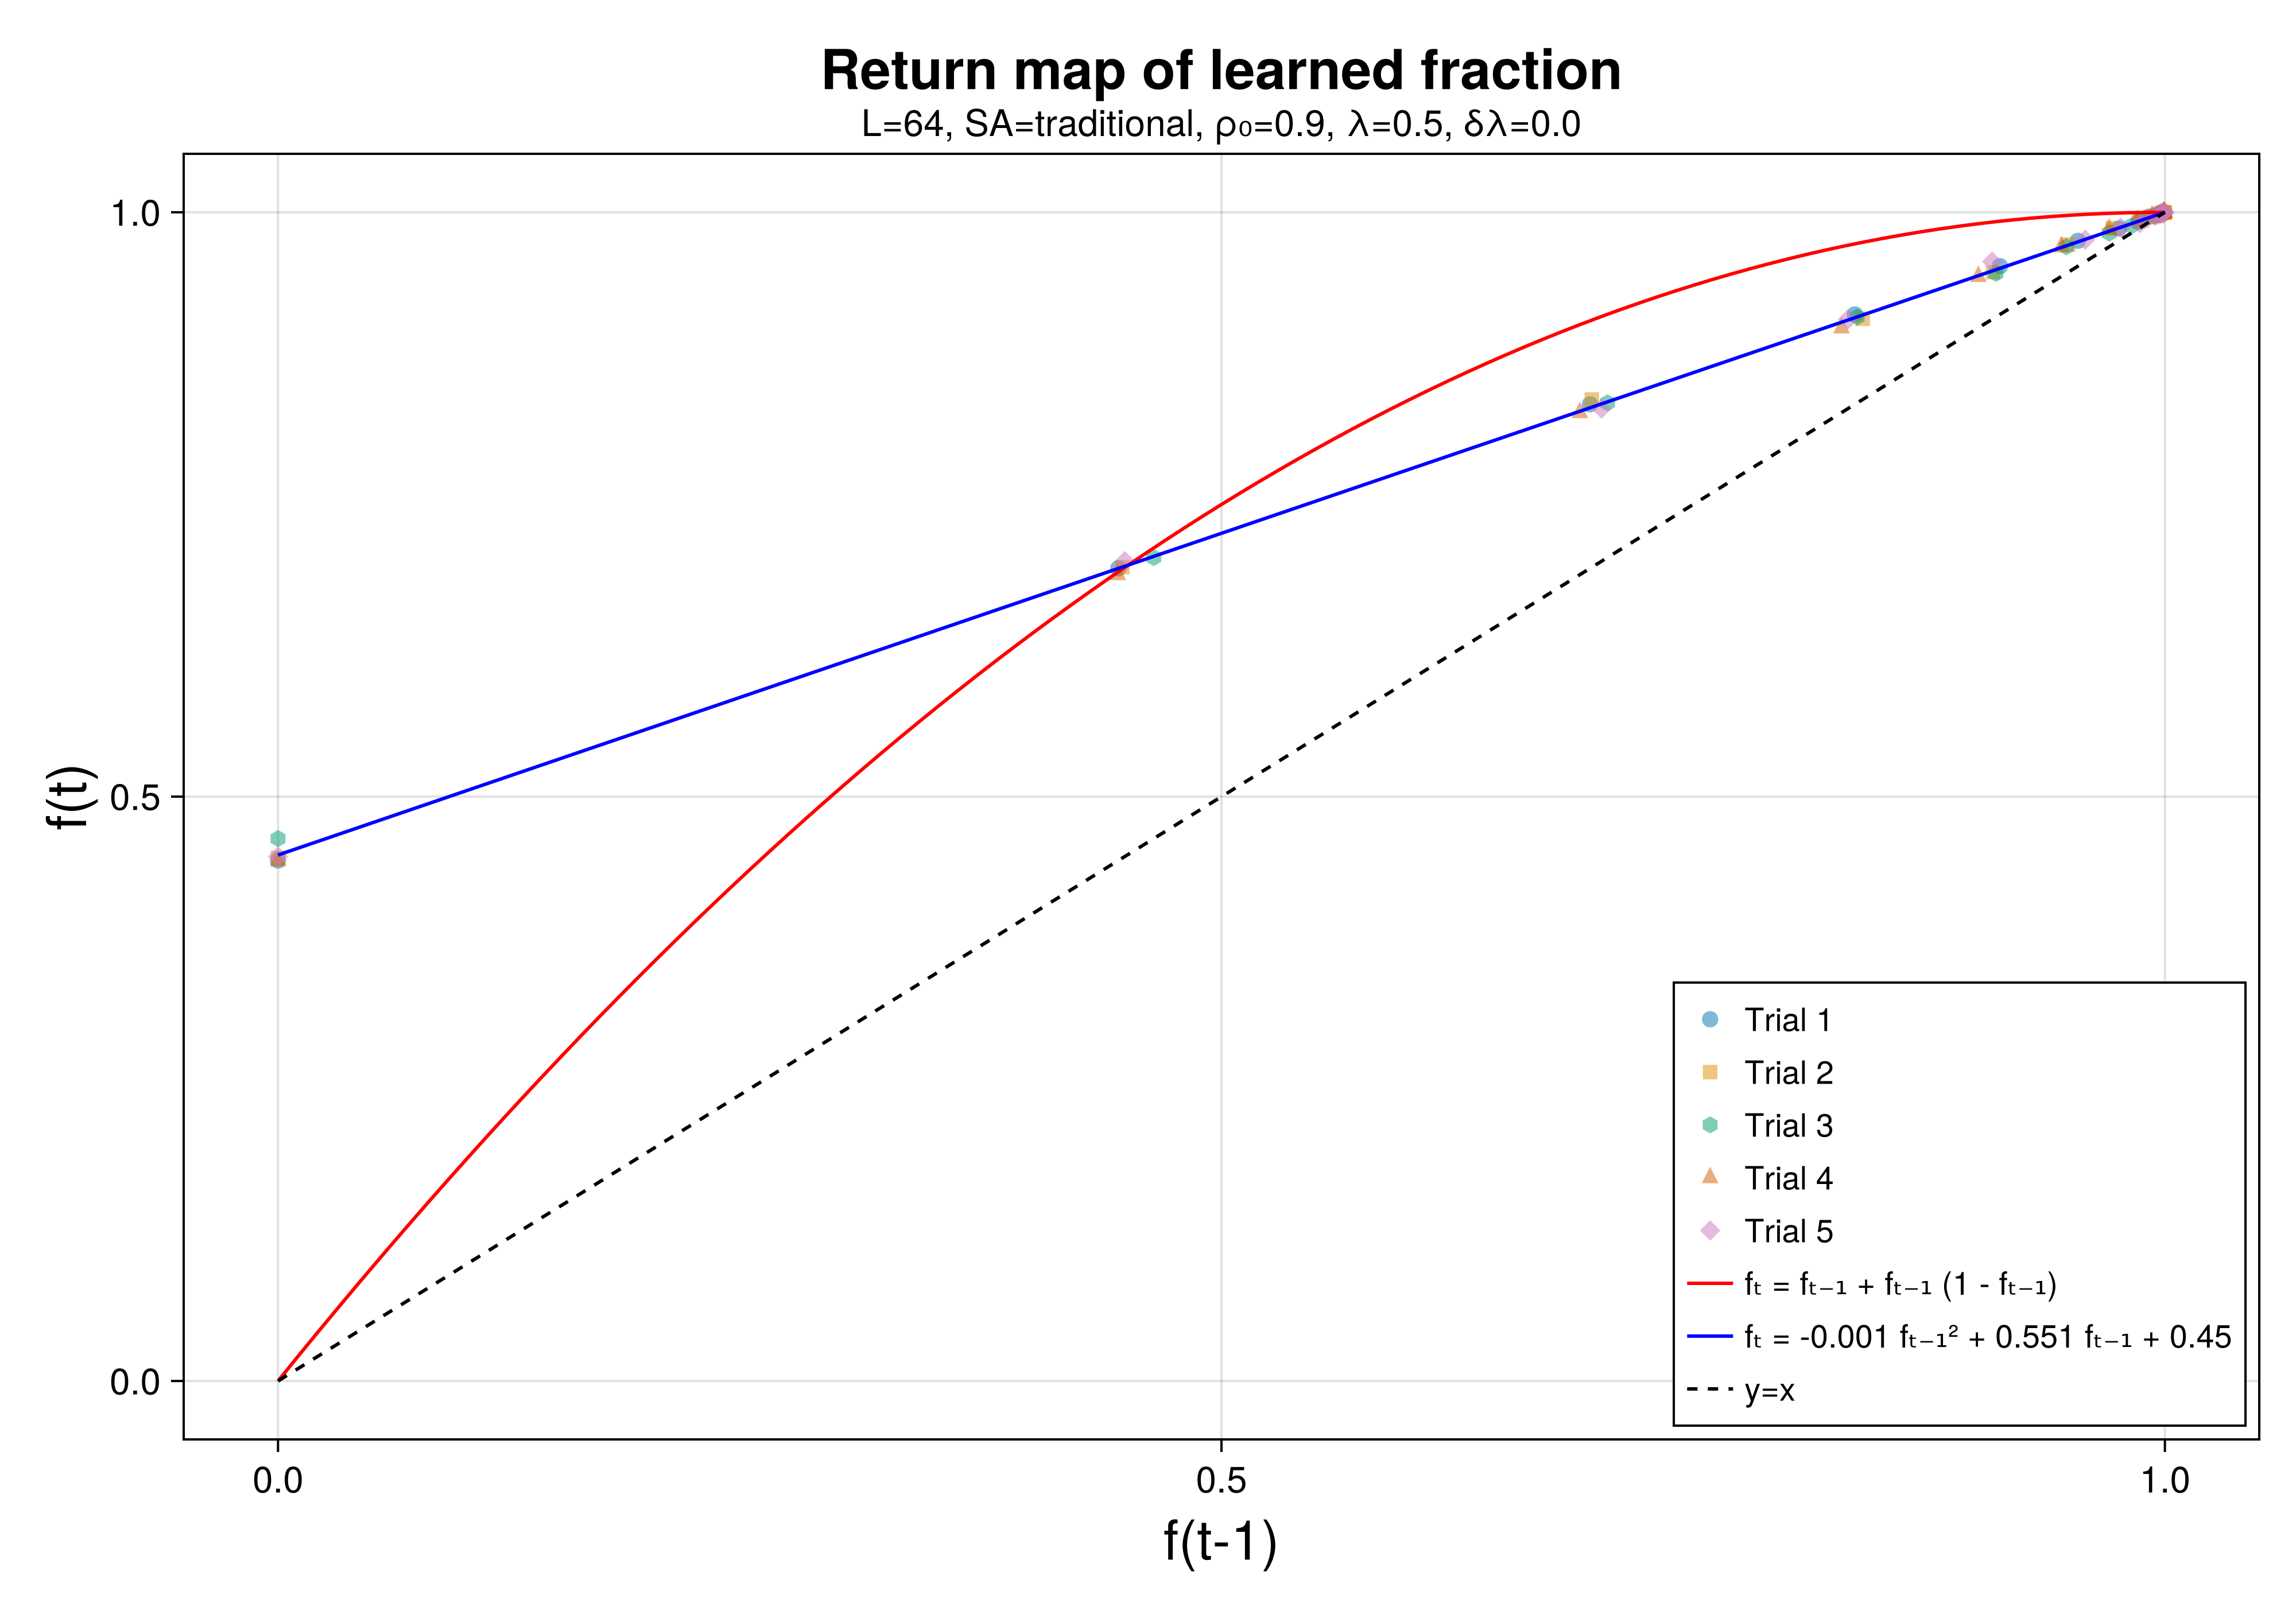 Return map of learned fraction
L=64, SA=traditional, ρ₀=0.9, λ=0.5, δλ=0.0
1.0
0.5
0.0
f(t)
0.0
0.5
1.0
f(t-1)
Trial 1
Trial 2
Trial 3
Trial 4
Trial 5
fₜ = fₜ₋₁ + fₜ₋₁ (1 - fₜ₋₁)
fₜ = -0.001 fₜ₋₁² + 0.551 fₜ₋₁ + 0.45
y=x